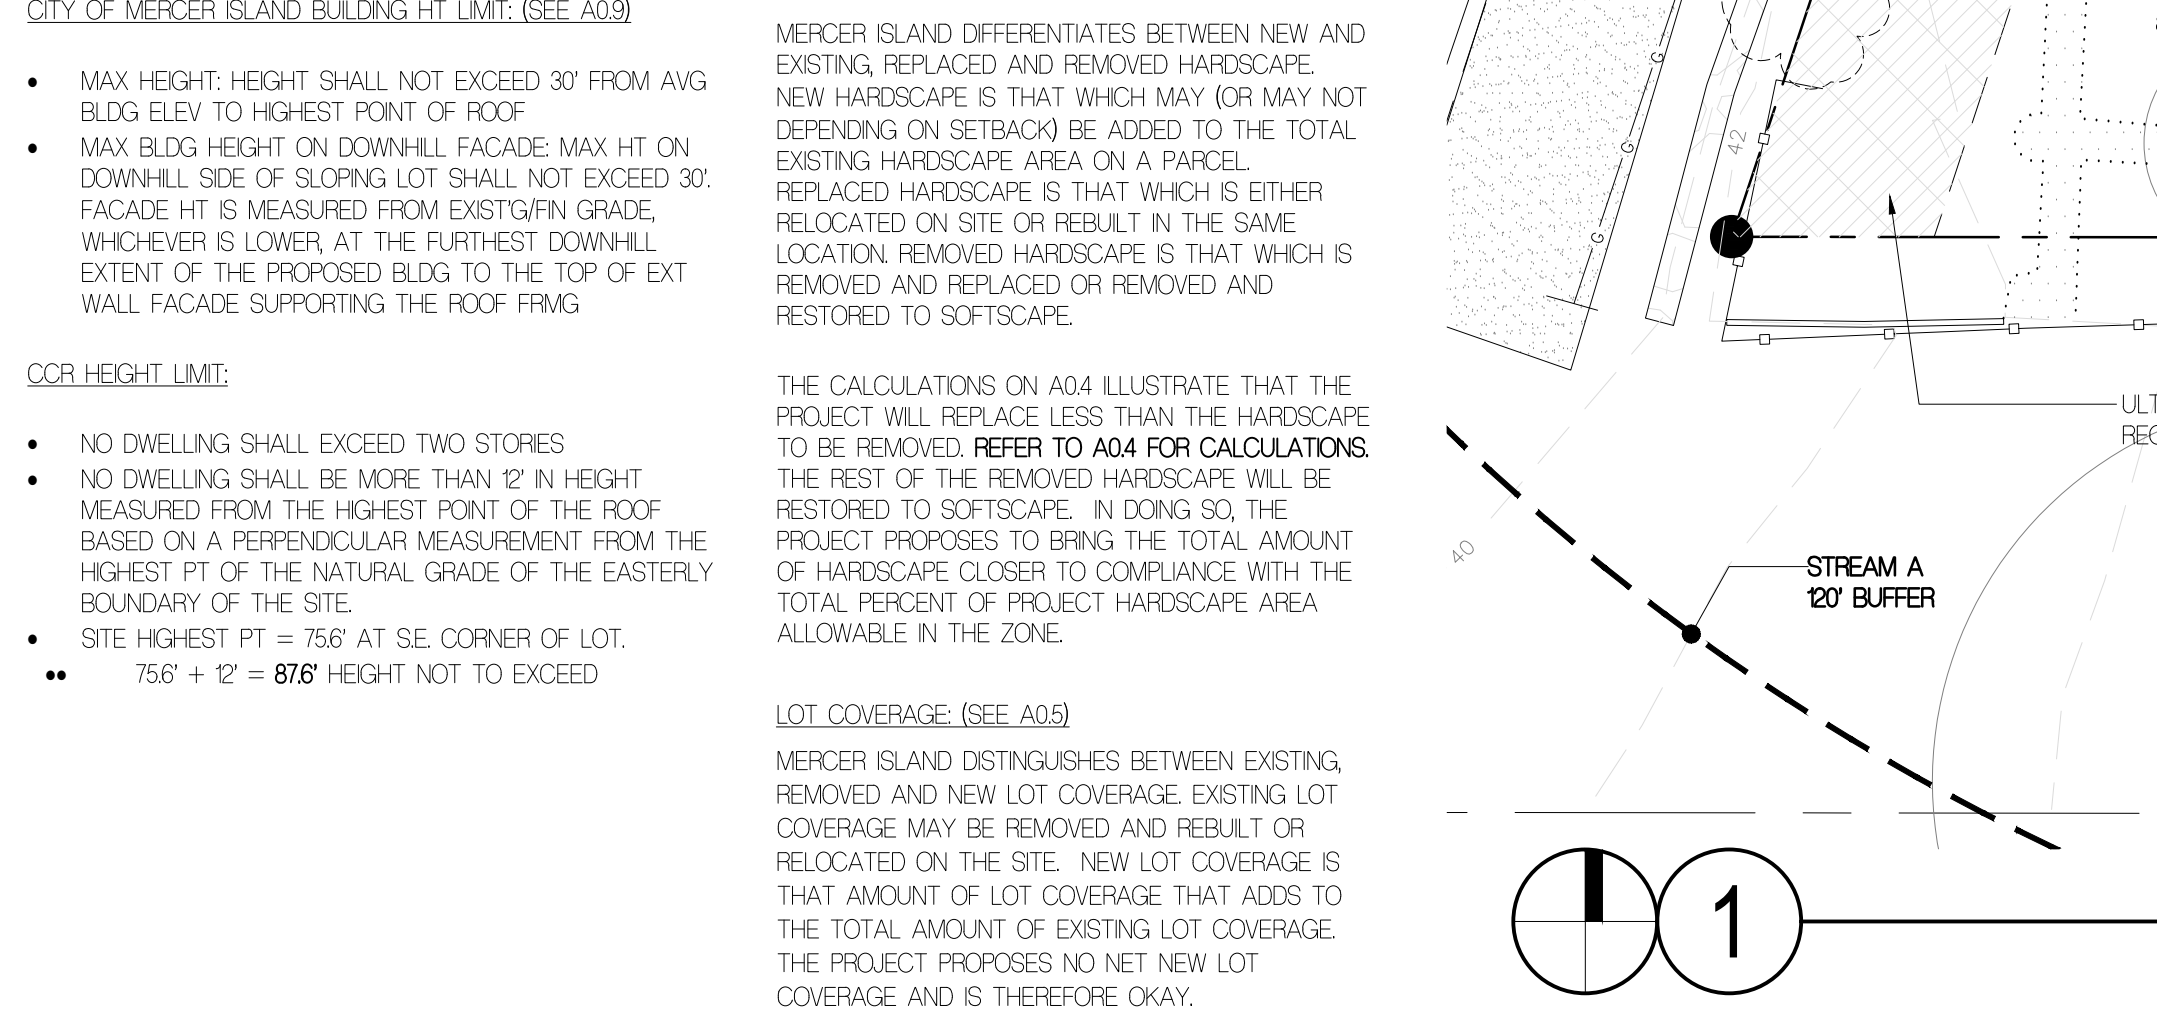 CITY OF MERCER ISLAND BUILDING HT LIMIT: (SEE A0.9)
• MAX HEIGHT: HEIGHT SHALL NOT EXCEED 30' FROM AVG
BLDG ELEV TO HIGHEST POINT OF ROOF
• MAX BLDG HEIGHT ON DOWNHILL FACADE: MAX HT ON
DOWNHILL SIDE OF SLOPING LOT SHALL NOT EXCEED 30'.
FACADE HT IS MEASURED FROM EXIST'G/FIN GRADE,
WHICHEVER IS LOWER, AT THE FURTHEST DOWNHILL
EXTENT OF THE PROPOSED BLDG TO THE TOP OF EXT
WALL FACADE SUPPORTING THE ROOF FRMG
CCR HEIGHT LIMIT:
• NO DWELLING SHALL EXCEED TWO STORIES
• NO DWELLING SHALL BE MORE THAN 12' IN HEIGHT
MEASURED FROM THE HIGHEST POINT OF THE ROOF
BASED ON A PERPENDICULAR MEASUREMENT FROM THE
HIGHEST PT OF THE NATURAL GRADE OF THE EASTERLY
BOUNDARY OF THE SITE.
• SITE HIGHEST PT = 75.6' AT S.E. CORNER OF LOT.
•• 75.6' + 12' = 87.6' HEIGHT NOT TO EXCEED
MERCER ISLAND DIFFERENTIATES BETWEEN NEW AND
EXISTING, REPLACED AND REMOVED HARDSCAPE.
NEW HARDSCAPE IS THAT WHICH MAY (OR MAY NOT
DEPENDING ON SETBACK) BE ADDED TO THE TOTAL
EXISTING HARDSCAPE AREA ON A PARCEL.
REPLACED HARDSCAPE IS THAT WHICH IS EITHER
RELOCATED ON SITE OR REBUILT IN THE SAME
LOCATION. REMOVED HARDSCAPE IS THAT WHICH IS
REMOVED AND REPLACED OR REMOVED AND
RESTORED TO SOFTSCAPE.
THE CALCULATIONS ON A0.4 ILLUSTRATE THAT THE
PROJECT WILL REPLACE LESS THAN THE HARDSCAPE
TO BE REMOVED. REFER TO A0.4 FOR CALCULATIONS.
THE REST OF THE REMOVED HARDSCAPE WILL BE
RESTORED TO SOFTSCAPE. IN DOING SO, THE
PROJECT PROPOSES TO BRING THE TOTAL AMOUNT
OF HARDSCAPE CLOSER TO COMPLIANCE WITH THE
TOTAL PERCENT OF PROJECT HARDSCAPE AREA
ALLOWABLE IN THE ZONE.
LOT COVERAGE: (SEE A0.5)
MERCER ISLAND DISTINGUISHES BETWEEN EXISTING,
REMOVED AND NEW LOT COVERAGE. EXISTING LOT
COVERAGE MAY BE REMOVED AND REBUILT OR
RELOCATED ON THE SITE. NEW LOT COVERAGE IS
THAT AMOUNT OF LOT COVERAGE THAT ADDS TO
THE TOTAL AMOUNT OF EXISTING LOT COVERAGE.
THE PROJECT PROPOSES NO NET NEW LOT
COVERAGE AND IS THEREFORE OKAY.
G
G
G
42
40
STREAM A
120' BUFFER
1